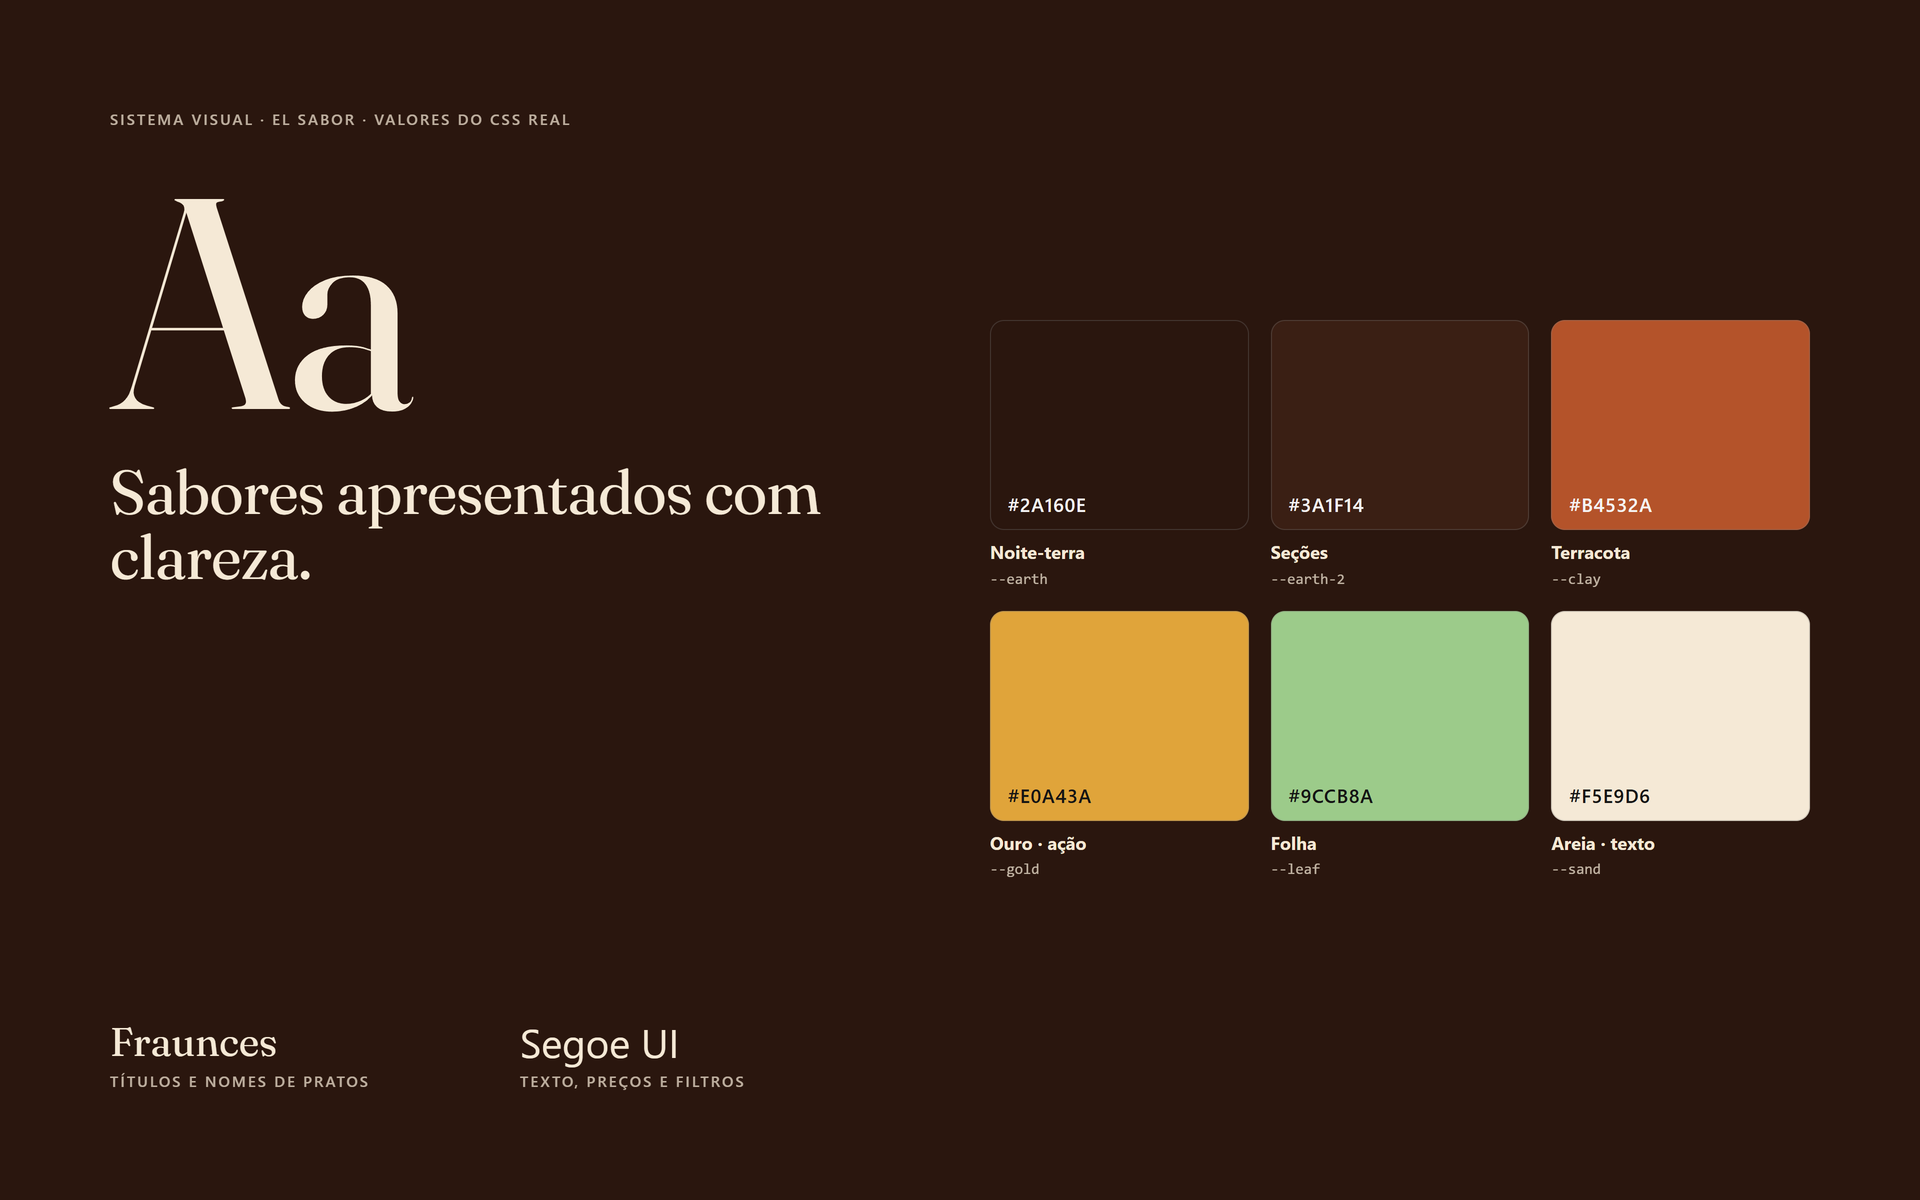 SISTEMA VISUAL · EL SABOR · VALORES DO CSS REAL
Aa
Sabores apresentados com
clareza.
#2A160E
Noite-terra
--earth
#3A1F14
Seções
--earth-2
#B4532A
Terracota
--clay
#E0A43A
Ouro · ação
--gold
#9CCB8A
Folha
--leaf
#F5E9D6
Areia · texto
--sand
Fraunces
TÍTULOS E NOMES DE PRATOS
Segoe UI
TEXTO, PREÇOS E FILTROS